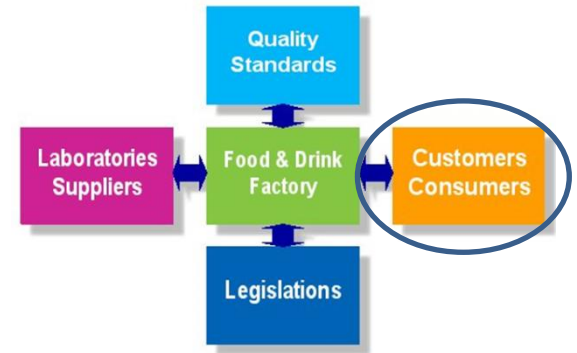 Quality
Standards
Laboratories
Suppliers
Food & Drink
Factory
Customers
Consumers
Legislations